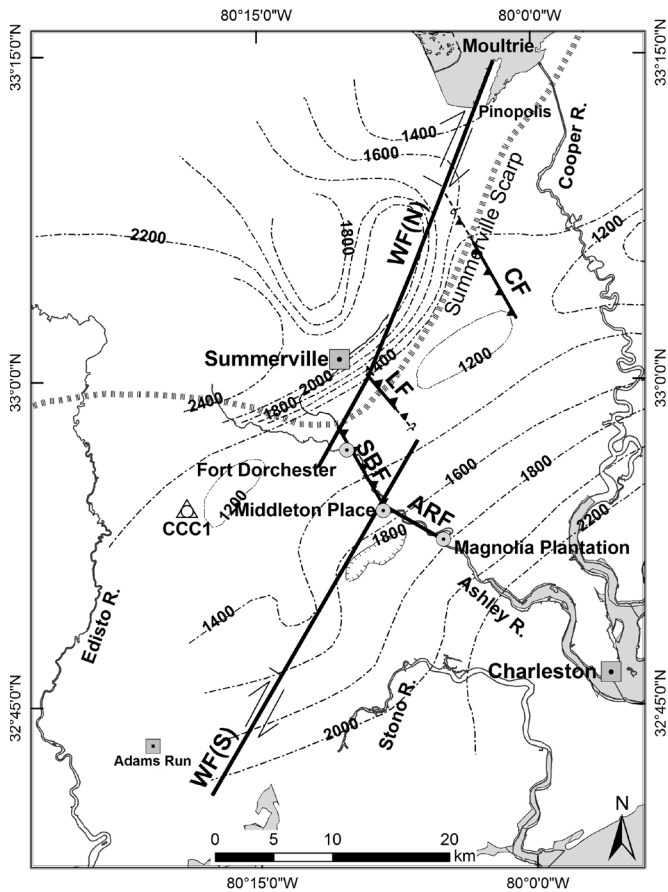 80°15'0"W
80°0'0"W
33°15'0"N
33°15'0"N
Moultrie
Pinopolis
1400
1600
Cooper R.
Summerville Scarp
WF(N)
1800
2200
1200
CF
?
1200
Summerville
1400
2000
33°0'0"N
33°0'0"N
2400
1800
LF
?
SBF
Fort Dorchester
1600
1800
1200
CCC1
Middleton Place
ARF
2200
1800
Magnolia Plantation
Edisto R.
1400
Ashley R.
Charleston
Stono R.
32°45'0"N
32°45'0"N
2000
WF(S)
Adams Run
N
0 5 10 20
km
80°15'0"W
80°0'0"W